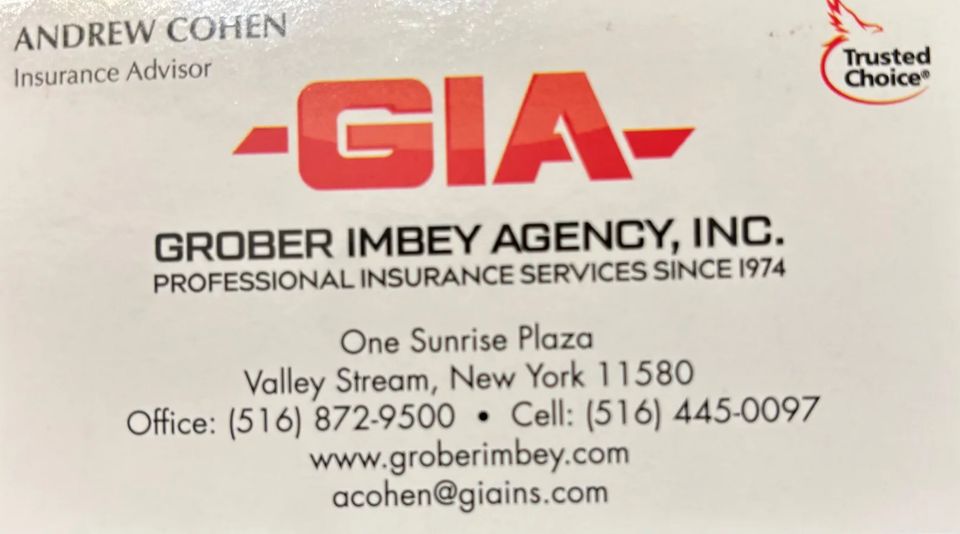 ANDREW COHEN
Insurance Advisor
Trusted
Choice®
GIA
GROBER IMBEY AGENCY, INC.
PROFESSIONAL INSURANCE SERVICES SINCE 1974
One Sunrise Plaza
Valley Stream, New York 11580
Office: (516) 872-9500 • Cell: (516) 445-0097
www.groberimbey.com
acohen@giains.com